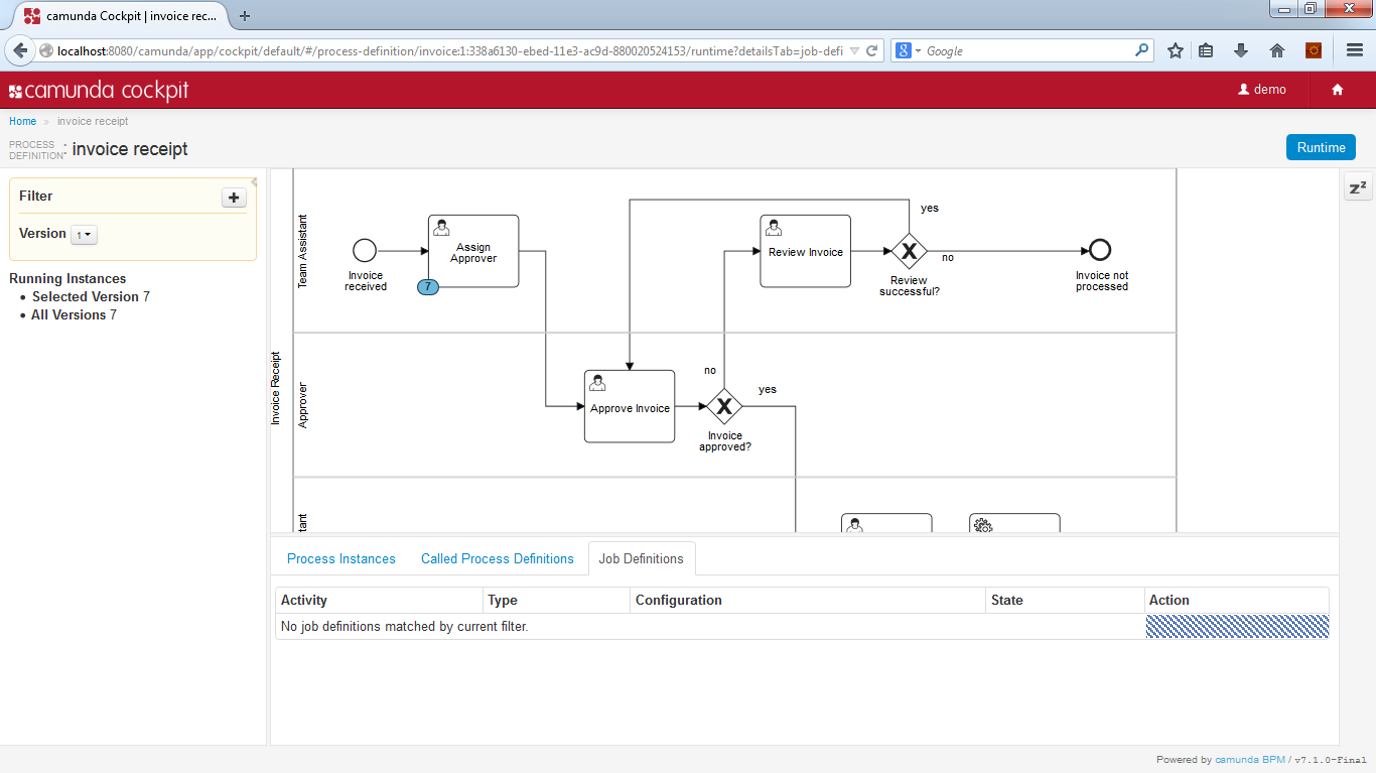 camunda Cockpit | invoice rec...
localhost:8080/camunda/app/cockpit/default/#/process-definition/invoice:1:338a6130-ebed-11e3-ac9d-880020524153/runtime?detailsTab=job-defi
8 Google
camunda cockpit
demo
Home » invoice receipt
PROCESS DEFINITION : invoice receipt
Runtime
Filter
Version 1
Running Instances
Selected Version 7
All Versions 7
Invoice Receipt
Team Assistant
Invoice received
Assign Approver
7
Review Invoice
yes
no
Review successful?
Invoice not processed
Approver
Approve Invoice
no
yes
Invoice approved?
tant
zz
Process Instances Called Process Definitions Job Definitions
Activity Type Configuration State Action
No job definitions matched by current filter.
Powered by camunda BPM / v7.1.0-Final